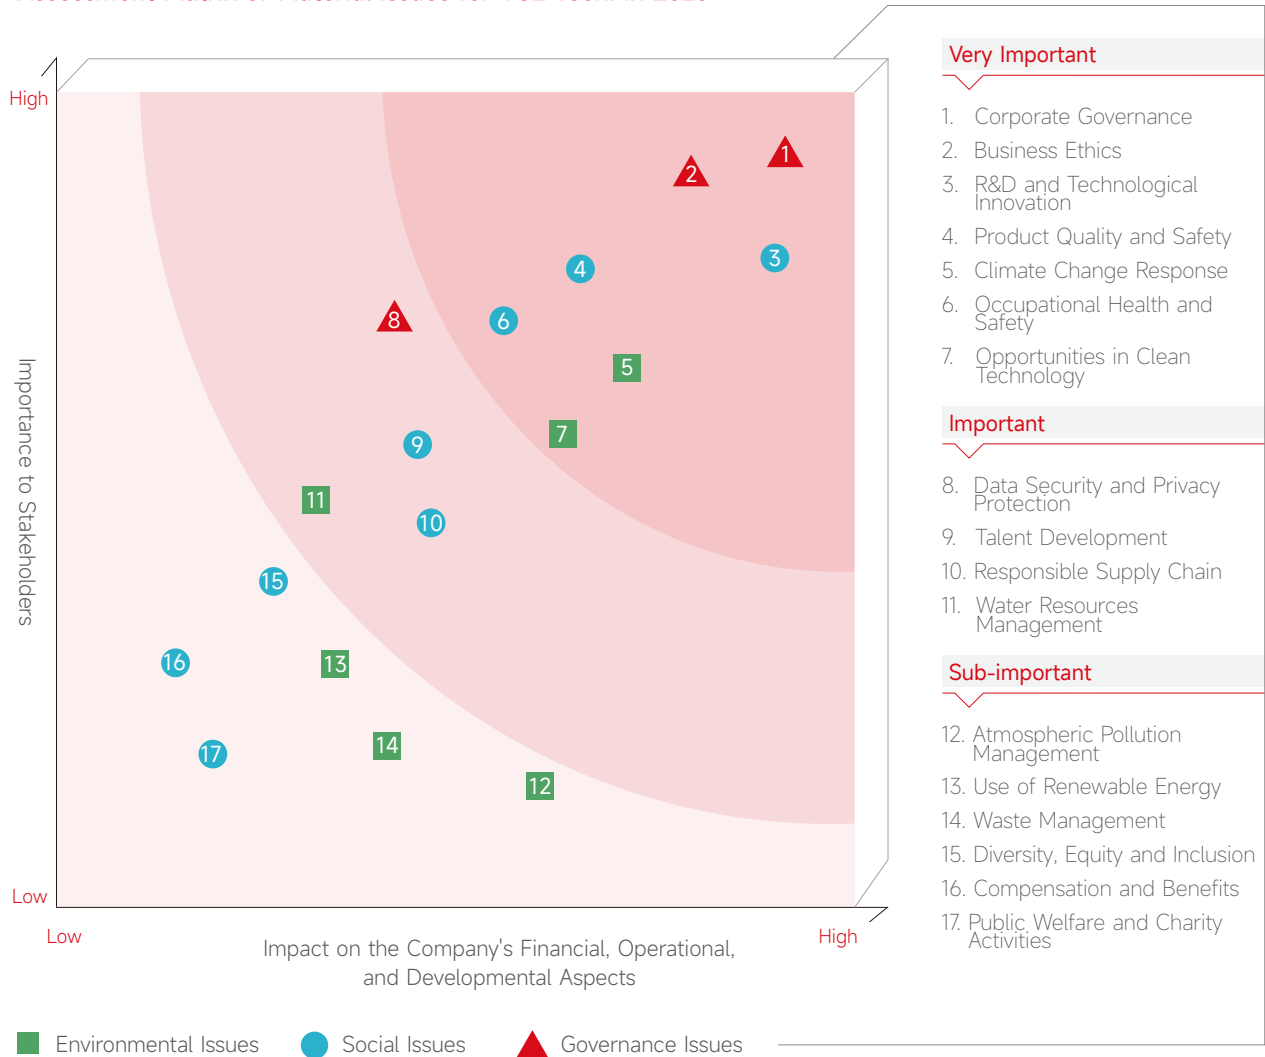 High
Low
Low
High
Importance to Stakeholders
Impact on the Company's Financial, Operational,
and Developmental Aspects
1
2
3
4
6
8
5
7
9
11
10
15
16
13
14
17
12
Environmental Issues
Social Issues
Governance Issues
Very Important
1. Corporate Governance
2. Business Ethics
3. R&D and Technological
Innovation
4. Product Quality and Safety
5. Climate Change Response
6. Occupational Health and
Safety
7. Opportunities in Clean
Technology
Important
8. Data Security and Privacy
Protection
9. Talent Development
10. Responsible Supply Chain
11. Water Resources
Management
Sub-important
12. Atmospheric Pollution
Management
13. Use of Renewable Energy
14. Waste Management
15. Diversity, Equity and Inclusion
16. Compensation and Benefits
17. Public Welfare and Charity
Activities